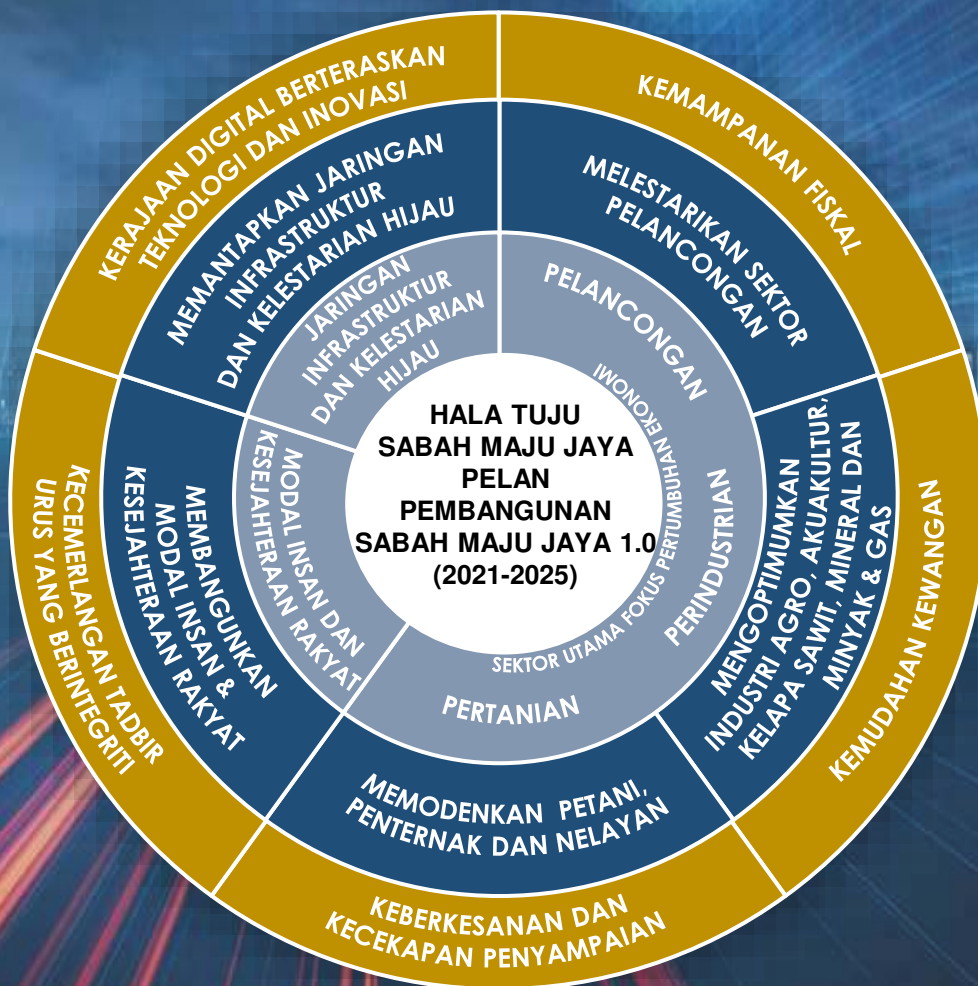 KERAJAAN DIGITAL BERTERASKAN
TEKNOLOGI DAN INOVASI
KEMAMPANAN FISKAL
KEMUDAHAN KEWANGAN
KEBERKESANAN DAN
KECEKAPAN PENYAMPAIAN
KECEMERLANGAN TADBIR
URUS YANG BERINTEGRITI
MEMANTAPKAN JARINGAN
INFRASTRUKTUR
DAN KELESTARIAN HIJAU
MELESTARIKAN SEKTOR
PELANCONGAN
MENGOPTIMUMKAN
INDUSTRI AGRO, AKUAKULTUR,
KELAPA SAWIT, MINERAL DAN
MINYAK & GAS
MEMODENKAN PETANI,
PENTERNAK DAN NELAYAN
MEMBANGUNKAN
MODAL INSAN &
KESEJAHTERAAN RAKYAT
JARINGAN
INFRASTRUKTUR
DAN KELESTARIAN
HIJAU
PELANCONGAN
PERINDUSTRIAN
PERTANIAN
MODAL INSAN DAN
KESEJAHTERAAN RAKYAT
SEKTOR UTAMA FOKUS PERTUMBUHAN EKONOMI
HALA TUJU
SABAH MAJU JAYA
PELAN
PEMBANGUNAN
SABAH MAJU JAYA 1.0
(2021-2025)